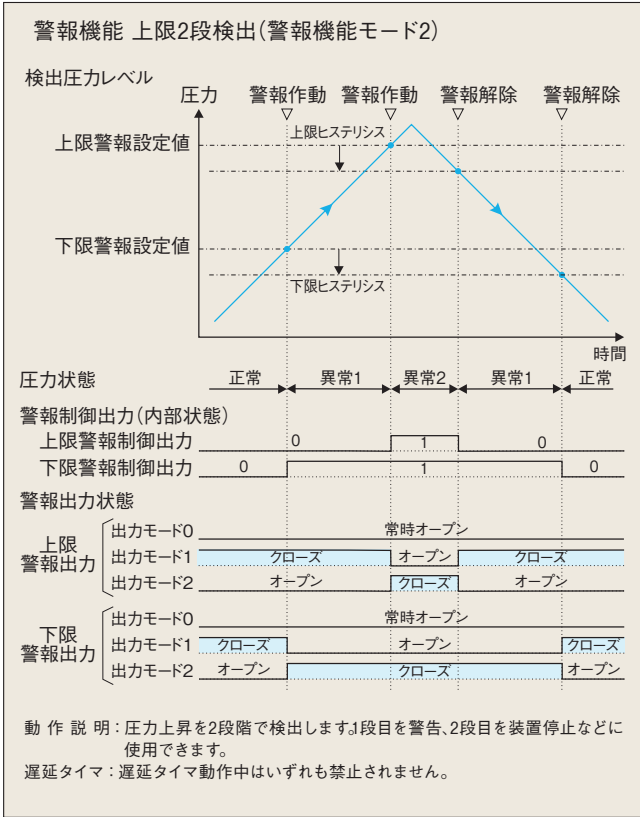 警報機能 上限2段検出(警報機能モード2)
検出圧力レベル
圧力 警報作動 警報作動 警報解除 警報解除
上限ヒステリシス
上限警報設定値
下限警報設定値
下限ヒステリシス
時間
圧力状態 正常 異常1 異常2 異常1 正常
警報制御出力(内部状態)
上限警報制御出力 0 1 0
下限警報制御出力 0 1 0
警報出力状態
上限警報出力
出力モード0 常時オープン
出力モード1 クローズ オープン クローズ
出力モード2 オープン クローズ オープン
下限警報出力
出力モード0 常時オープン
出力モード1 クローズ オープン クローズ
出力モード2 オープン クローズ オープン
動作説明:圧力上昇を2段階で検出します。1段目を警告、2段目を装置停止などに
使用できます。
遅延タイマ:遅延タイマ動作中はいずれも禁止されません。